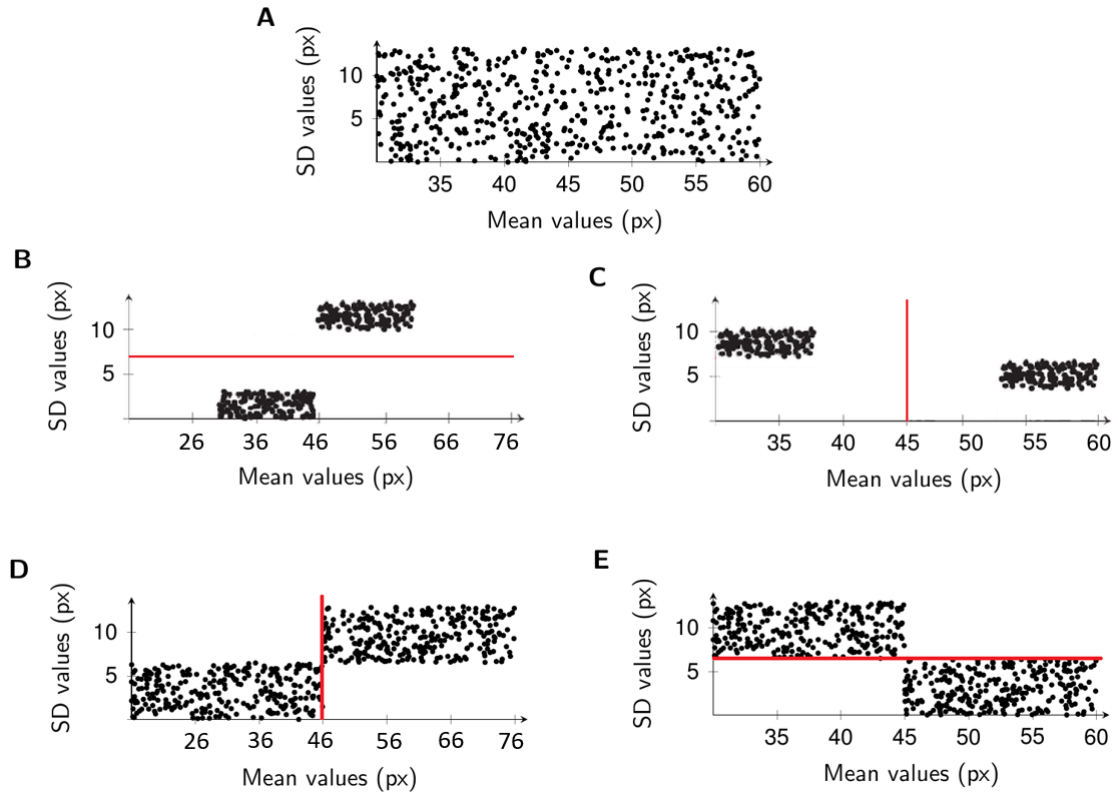 A
SD values (px)
10
5
35 40 45 50 55 60
Mean values (px)
B
SD values (px)
10
5
26 36 46 56 66 76
Mean values (px)
C
SD values (px)
10
5
35 40 45 50 55 60
Mean values (px)
D
SD values (px)
10
5
26 36 46 56 66 76
Mean values (px)
E
SD values (px)
10
5
35 40 45 50 55 60
Mean values (px)